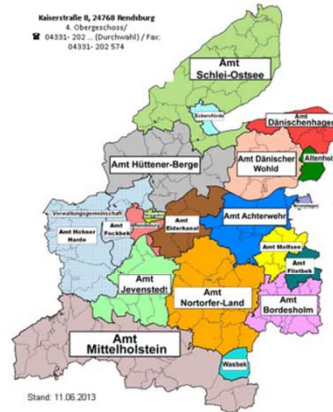 Kaiserstraße 8, 24768 Rendsburg
4. Obergeschoss/
☎ 04331- 202 ... (Durchwahl) / Fax:
04331- 202 574
Amt
Schlei-Ostsee
Eckernförde
Amt
Dänischenhagen
Altenholz
Amt Hüttener-Berge
Amt Dänischer
Wohld
Verwaltungsgemeinschaft
Amt Hohner
Harde
Amt
Fockbek
Amt
Eiderkanal
Amt Achterwehr
Amt Molfsee
Amt
Flintbek
Amt
Jevenstedt
Amt
Nortorfer-Land
Amt
Bordesholm
Amt
Mittelholstein
Wasbek
Stand: 11.06.2013